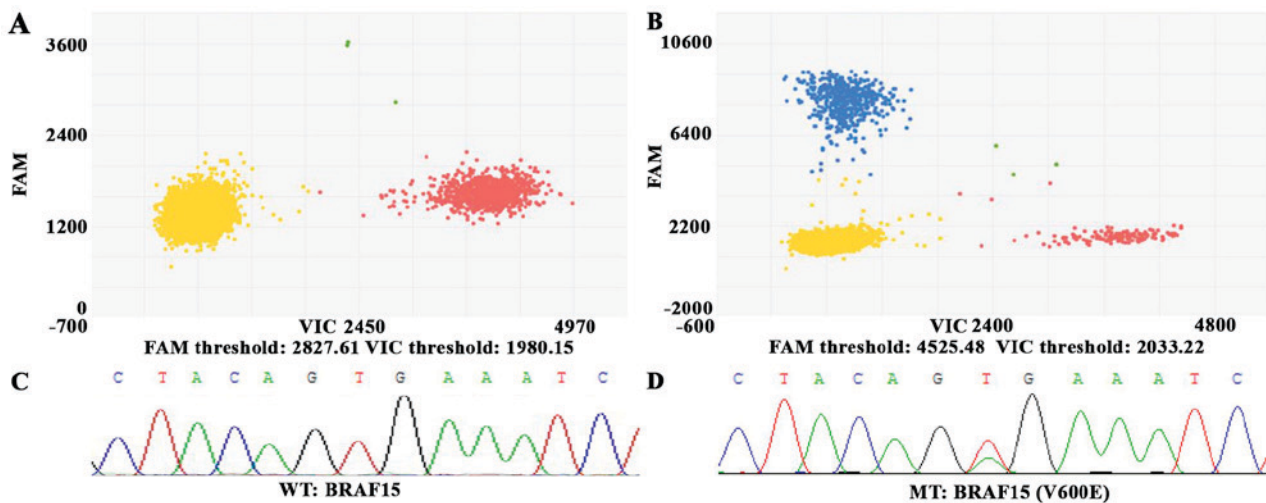 A
3600
2400
FAM
1200
0
-700
VIC 2450
4970
FAM threshold: 2827.61 VIC threshold: 1980.15
B
10600
6400
FAM
2200
-2000
-600
VIC 2400
4800
FAM threshold: 4525.48 VIC threshold: 2033.22
C
C T A C A G T G A A A T C
WT: BRAF15
D
C T A C A G T G A A A T C
MT: BRAF15 (V600E)